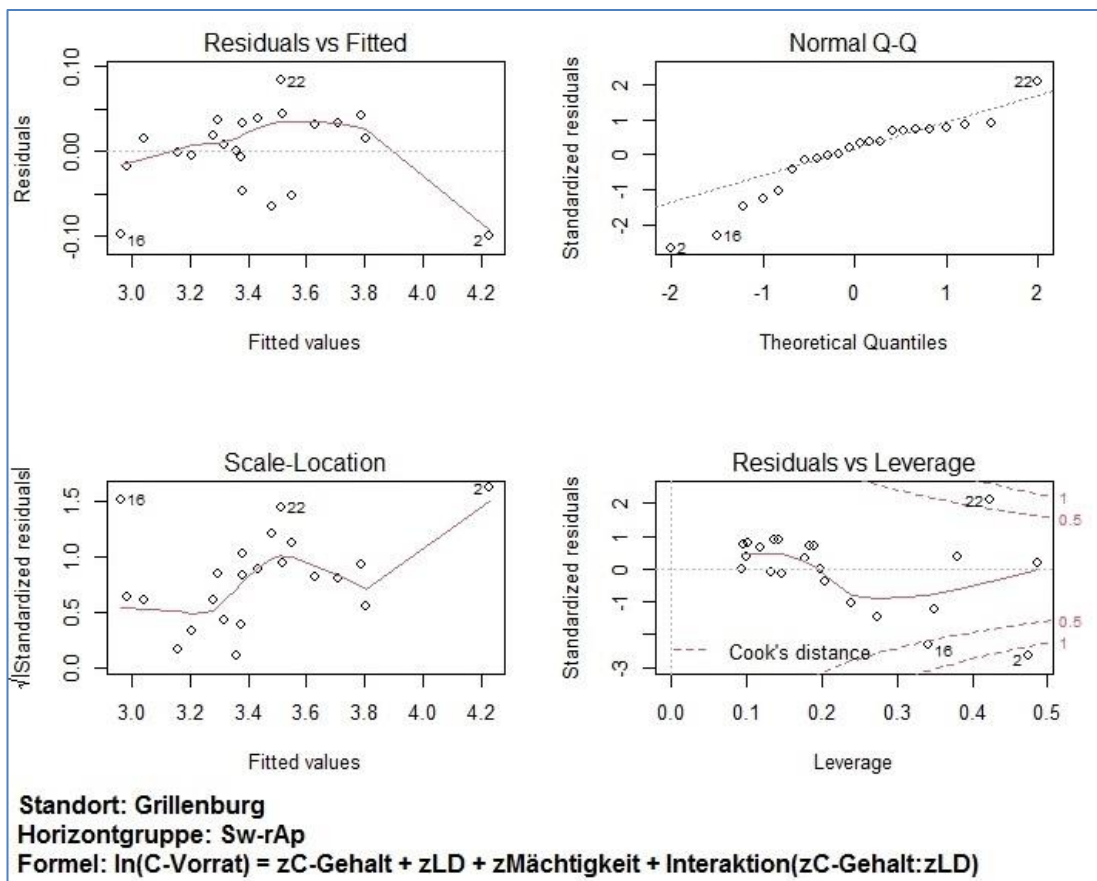 Residuals vs Fitted
Residuals
-0.10
0.00
0.10
22
16
2
3.0 3.2 3.4 3.6 3.8 4.0 4.2
Fitted values
Normal Q-Q
Standardized residuals
-2 -1 0 1 2
22
16
2
-2 -1 0 1 2
Theoretical Quantiles
Scale-Location
√|Standardized residuals|
0.0 0.5 1.0 1.5
16
22
2
3.0 3.2 3.4 3.6 3.8 4.0 4.2
Fitted values
Residuals vs Leverage
Standardized residuals
-3 -1 0 1 2
22
1
0.5
0.5
1
16
2
Cook's distance
0.0 0.1 0.2 0.3 0.4 0.5
Leverage
Standort: Grillenburg
Horizontgruppe: Sw-rAp
Formel: ln(C-Vorrat) = zC-Gehalt + zLD + zMächtigkeit + Interaktion(zC-Gehalt:zLD)